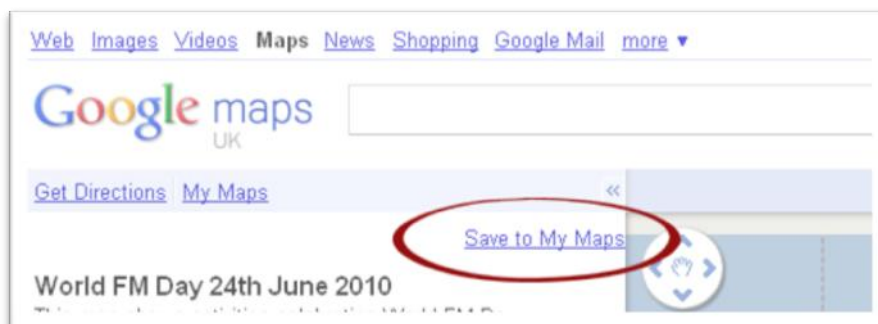 Web Images Videos Maps News Shopping Google Mail more ▼
Google maps
UK
Get Directions My Maps «
Save to My Maps
World FM Day 24th June 2010